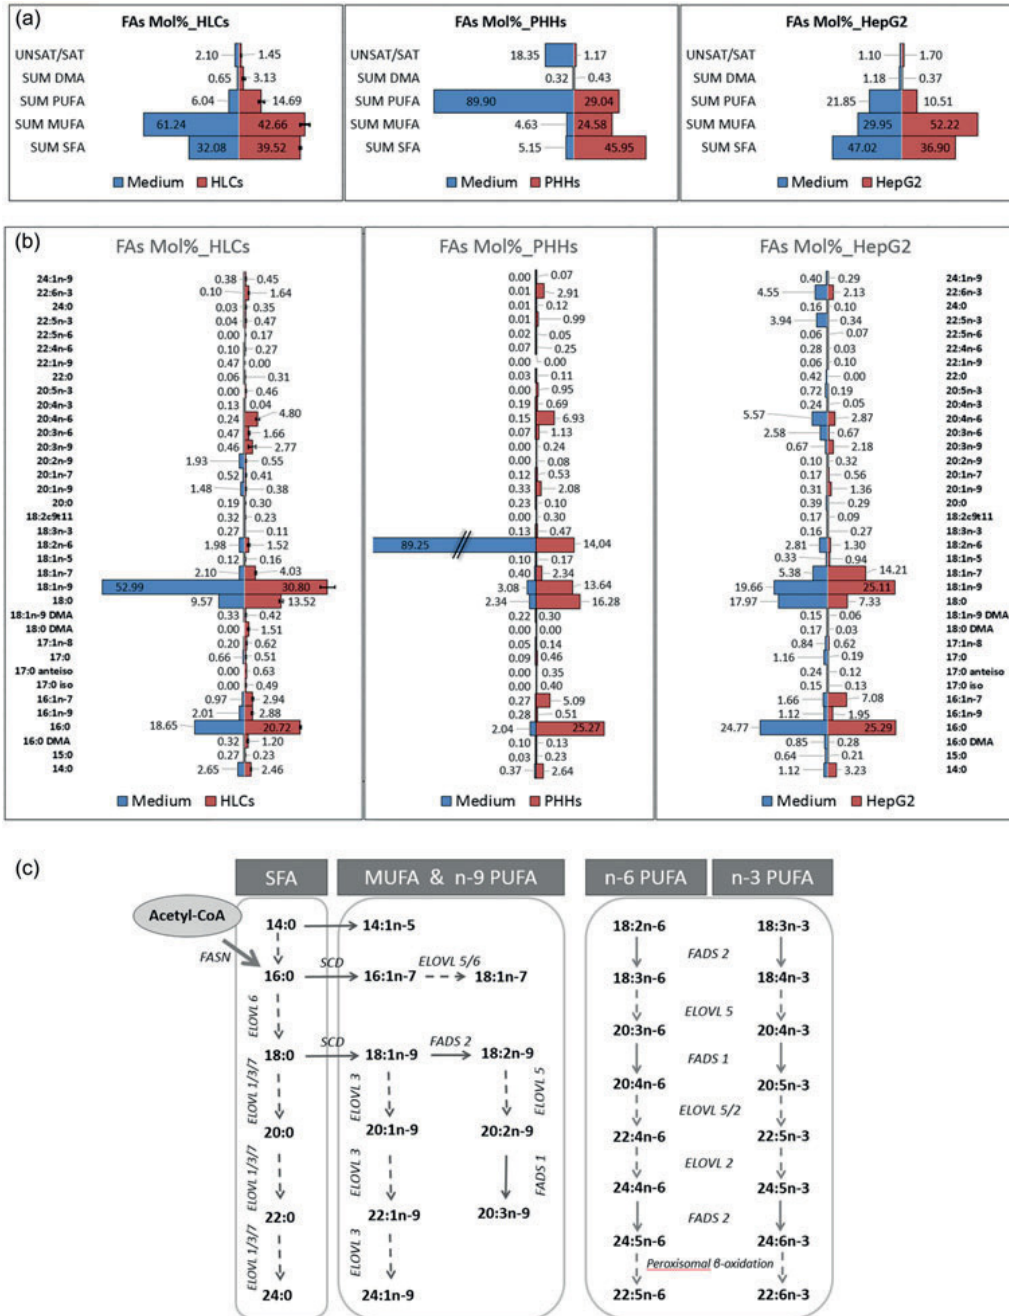 (a)
FAs Mol%_HLCs
UNSAT/SAT 2.10 1.45
SUM DMA 0.65 3.13
SUM PUFA 6.04 14.69
SUM MUFA 61.24 42.66
SUM SFA 32.08 39.52
Medium HLCs
FAs Mol%_PHHs
18.35 1.17
0.32 0.43
89.90 29.04
4.63 24.58
5.15 45.95
Medium PHHs
FAs Mol%_HepG2
UNSAT/SAT 1.10 1.70
SUM DMA 1.18 0.37
SUM PUFA 21.85 10.51
SUM MUFA 29.95 52.22
SUM SFA 47.02 36.90
Medium HepG2
(b)
FAs Mol%_HLCs
24:1n-9 0.38 0.45
22:6n-3 0.10 1.64
24:0 0.03 0.35
22:5n-3 0.04 0.47
22:5n-6 0.00 0.17
22:4n-6 0.10 0.27
22:1n-9 0.47 0.00
22:0 0.06 0.31
20:5n-3 0.00 0.46
20:4n-3 0.13 0.04
20:4n-6 0.24 4.80
20:3n-6 0.47 1.66
20:3n-9 0.46 2.77
20:2n-9 1.93 0.55
20:1n-7 0.52 0.41
20:1n-9 1.48 0.38
20:0 0.19 0.30
18:2c9t11 0.32 0.23
18:3n-3 0.27 0.11
18:2n-6 1.98 1.52
18:1n-5 0.12 0.16
18:1n-7 2.10 4.03
18:1n-9 52.99 30.80
18:0 9.57 13.52
18:1n-9 DMA 0.33 0.42
18:0 DMA 0.00 1.51
17:1n-8 0.20 0.62
17:0 0.66 0.51
17:0 anteiso 0.00 0.63
17:0 iso 0.00 0.49
16:1n-7 0.97 2.94
16:1n-9 2.01 2.88
16:0 18.65 20.72
16:0 DMA 0.32 1.20
15:0 0.27 0.23
14:0 2.65 2.46
Medium HLCs
FAs Mol%_PHHs
0.00 0.07
0.01 2.91
0.01 0.12
0.01 0.99
0.02 0.05
0.07 0.25
0.00 0.00
0.03 0.11
0.00 0.95
0.19 0.69
0.15 6.93
0.07 1.13
0.00 0.24
0.00 0.08
0.12 0.53
0.33 2.08
0.23 0.10
0.00 0.30
0.13 0.47
89.25 14,04
0.10 0.17
0.40 2.34
3.08 13.64
2.34 16.28
0.22 0.30
0.00 0.00
0.05 0.14
0.09 0.46
0.00 0.35
0.00 0.40
0.27 5.09
0.28 0.51
2.04 25.27
0.10 0.13
0.03 0.23
0.37 2.64
Medium PHHs
FAs Mol%_HepG2
0.40 0.29 24:1n-9
4.55 2.13 22:6n-3
0.16 0.10 24:0
3.94 0.34 22:5n-3
0.06 0.07 22:5n-6
0.28 0.03 22:4n-6
0.06 0.10 22:1n-9
0.42 0.00 22:0
0.72 0.19 20:5n-3
0.24 0.05 20:4n-3
5.57 2.87 20:4n-6
2.58 0.67 20:3n-6
0.67 2.18 20:3n-9
0.10 0.32 20:2n-9
0.17 0.56 20:1n-7
0.31 1.36 20:1n-9
0.39 0.29 20:0
0.17 0.09 18:2c9t11
0.16 0.27 18:3n-3
2.81 1.30 18:2n-6
0.33 0.94 18:1n-5
5.38 14.21 18:1n-7
19.66 25.11 18:1n-9
17.97 7.33 18:0
0.15 0.06 18:1n-9 DMA
0.17 0.03 18:0 DMA
0.84 0.62 17:1n-8
1.16 0.19 17:0
0.24 0.12 17:0 anteiso
0.15 0.13 17:0 iso
1.66 7.08 16:1n-7
1.12 1.95 16:1n-9
24.77 25.29 16:0
0.85 0.28 16:0 DMA
0.64 0.21 15:0
1.12 3.23 14:0
Medium HepG2
(c)
SFA MUFA & n-9 PUFA n-6 PUFA n-3 PUFA
Acetyl-CoA
FASN
14:0 14:1n-5
SCD ELOVL 5/6
16:0 16:1n-7 18:1n-7
ELOVL 6
SCD FADS 2
18:0 18:1n-9 18:2n-9
ELOVL 1/3/7 ELOVL 3 ELOVL 5
20:0 20:1n-9 20:2n-9
ELOVL 1/3/7 ELOVL 3 FADS 1
22:0 22:1n-9 20:3n-9
ELOVL 1/3/7 ELOVL 3
24:0 24:1n-9
18:2n-6 18:3n-3
FADS 2
18:3n-6 18:4n-3
ELOVL 5
20:3n-6 20:4n-3
FADS 1
20:4n-6 20:5n-3
ELOVL 5/2
22:4n-6 22:5n-3
ELOVL 2
24:4n-6 24:5n-3
FADS 2
24:5n-6 24:6n-3
Peroxisomal β-oxidation
22:5n-6 22:6n-3